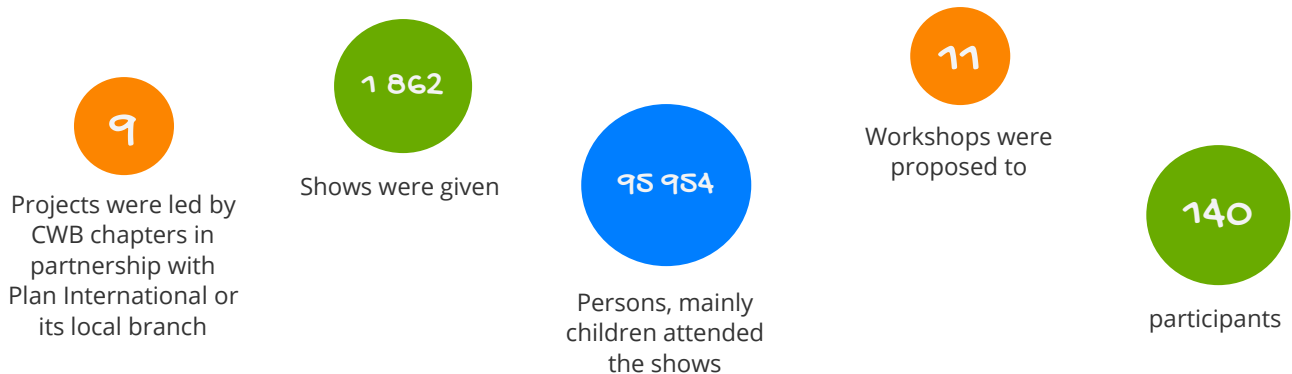 9
Projects were led by
CWB chapters in
partnership with
Plan International or
its local branch
1 862
Shows were given
95 954
Persons, mainly
children attended
the shows
11
Workshops were
proposed to
140
participants